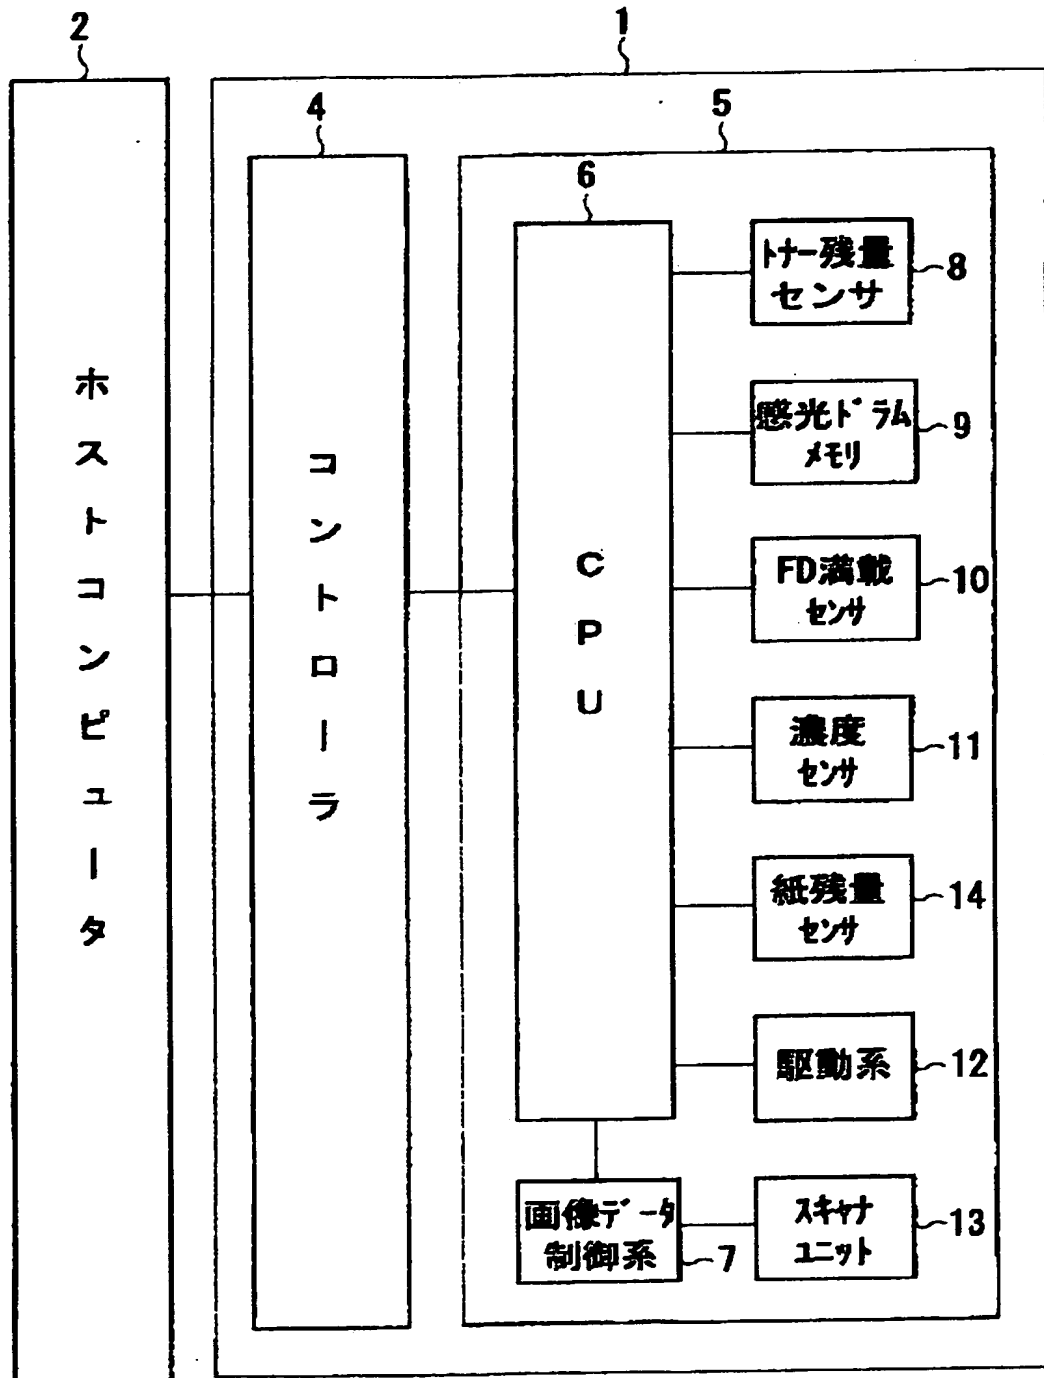 2
1
4
5
6
ホストコンピュータ
コントローラ
CPU
トナー残量
センサ
8
感光ドラム
メモリ
9
FD満載
センサ
10
濃度
センサ
11
紙残量
センサ
14
駆動系
12
画像データ
制御系
7
スキャナ
ユニット
13